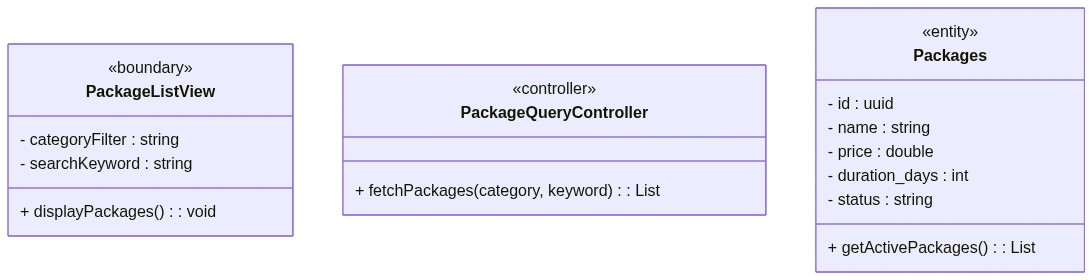 «boundary»
PackageListView
- categoryFilter : string
- searchKeyword : string
+ displayPackages() : : void
«controller»
PackageQueryController
+ fetchPackages(category, keyword) : : List
«entity»
Packages
- id : uuid
- name : string
- price : double
- duration_days : int
- status : string
+ getActivePackages() : : List